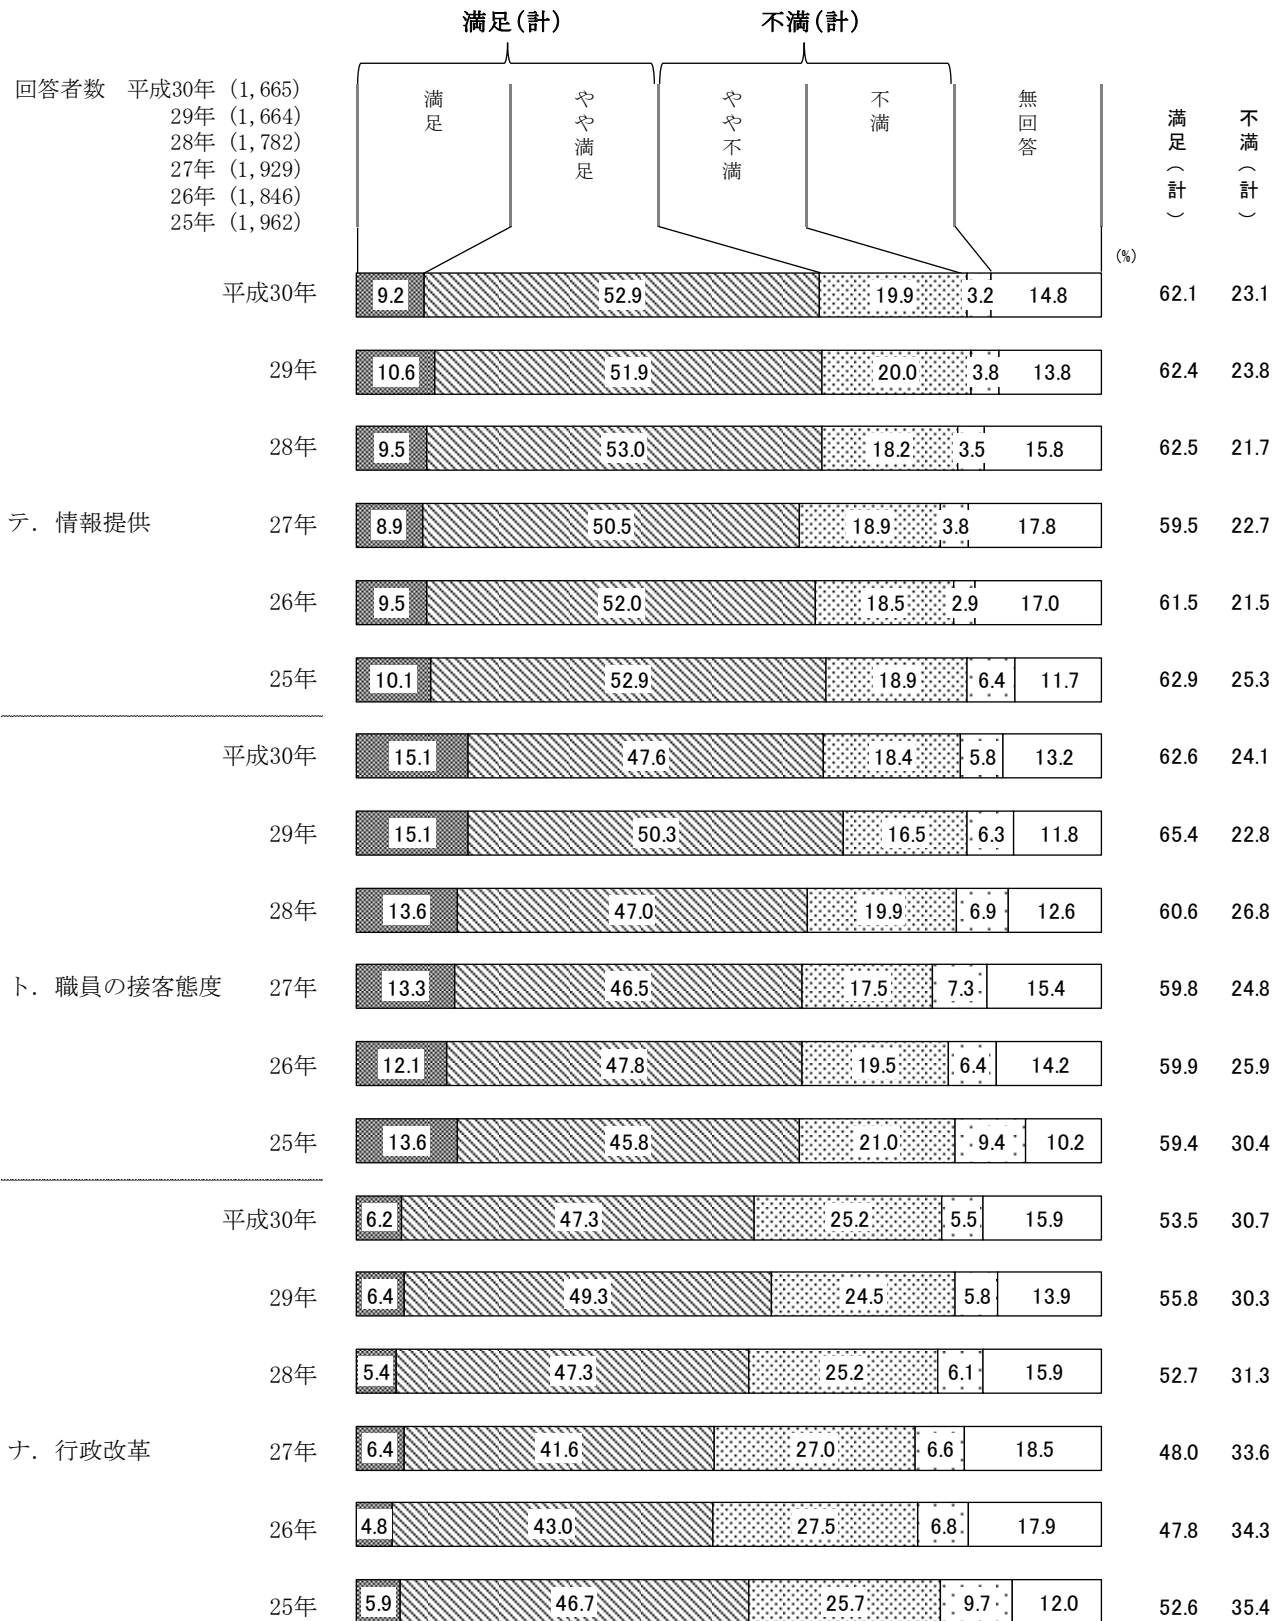 満足（計） 不満（計）
回答者数 平成30年 (1,665)
29年 (1,664)
28年 (1,782)
27年 (1,929)
26年 (1,846)
25年 (1,962)
満足 やや満足 やや不満 不満 無回答 満足（計） 不満（計）
(%)
平成30年 9.2 52.9 19.9 3.2 14.8 62.1 23.1
29年 10.6 51.9 20.0 3.8 13.8 62.4 23.8
28年 9.5 53.0 18.2 3.5 15.8 62.5 21.7
テ．情報提供 27年 8.9 50.5 18.9 3.8 17.8 59.5 22.7
26年 9.5 52.0 18.5 2.9 17.0 61.5 21.5
25年 10.1 52.9 18.9 6.4 11.7 62.9 25.3
平成30年 15.1 47.6 18.4 5.8 13.2 62.6 24.1
29年 15.1 50.3 16.5 6.3 11.8 65.4 22.8
28年 13.6 47.0 19.9 6.9 12.6 60.6 26.8
ト．職員の接客態度 27年 13.3 46.5 17.5 7.3 15.4 59.8 24.8
26年 12.1 47.8 19.5 6.4 14.2 59.9 25.9
25年 13.6 45.8 21.0 9.4 10.2 59.4 30.4
平成30年 6.2 47.3 25.2 5.5 15.9 53.5 30.7
29年 6.4 49.3 24.5 5.8 13.9 55.8 30.3
28年 5.4 47.3 25.2 6.1 15.9 52.7 31.3
ナ．行政改革 27年 6.4 41.6 27.0 6.6 18.5 48.0 33.6
26年 4.8 43.0 27.5 6.8 17.9 47.8 34.3
25年 5.9 46.7 25.7 9.7 12.0 52.6 35.4